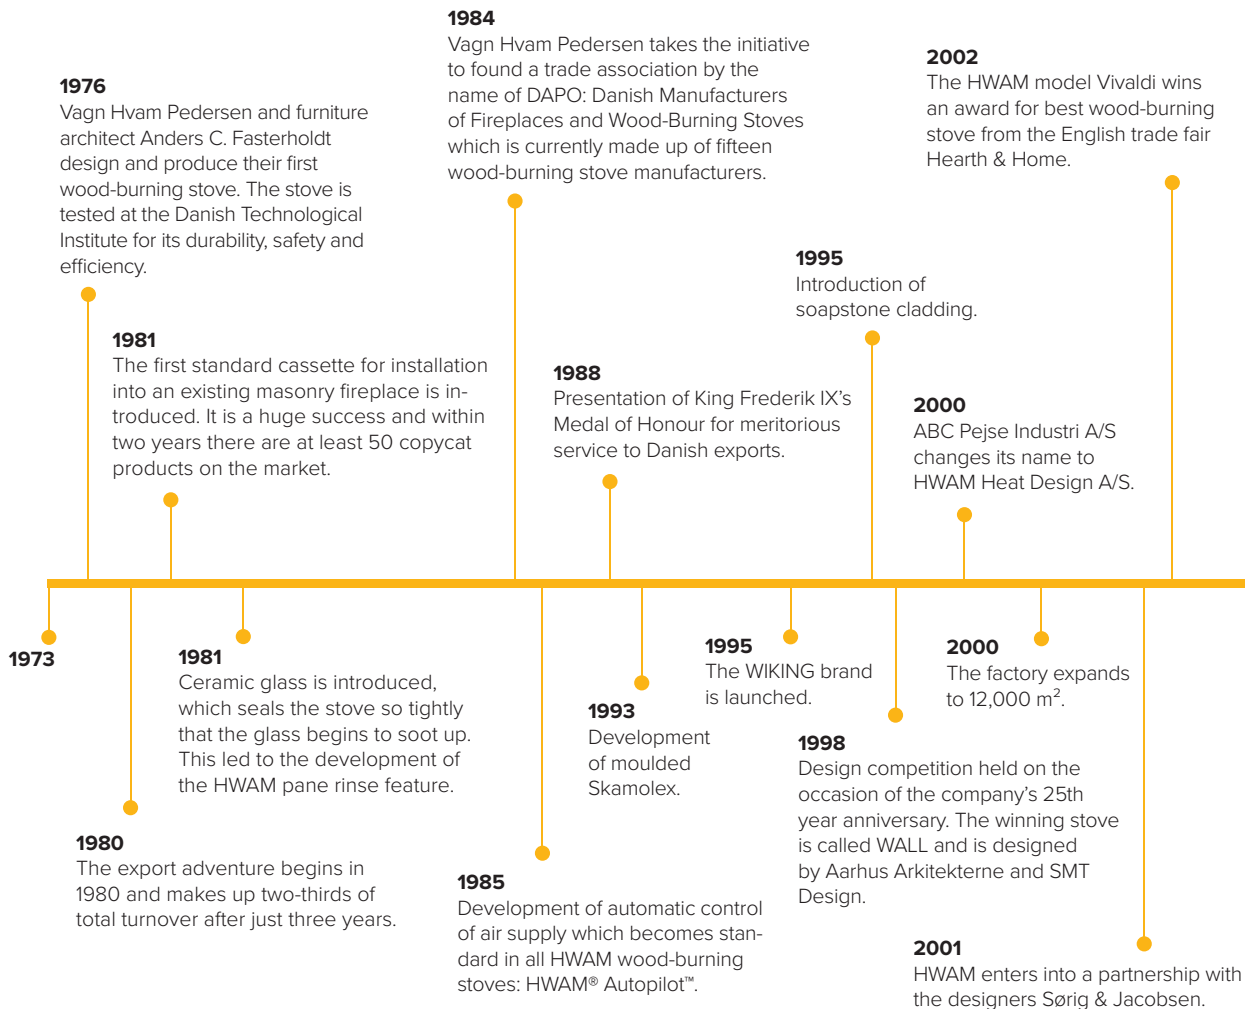 1984
Vagn Hvam Pedersen takes the initiative
to found a trade association by the
name of DAPO: Danish Manufacturers
of Fireplaces and Wood-Burning Stoves
which is currently made up of fifteen
wood-burning stove manufacturers.
2002
The HWAM model Vivaldi wins
an award for best wood-burning
stove from the English trade fair
Hearth & Home.
1976
Vagn Hvam Pedersen and furniture
architect Anders C. Fasterholdt
design and produce their first
wood-burning stove. The stove is
tested at the Danish Technological
Institute for its durability, safety and
efficiency.
1995
Introduction of
soapstone cladding.
1981
The first standard cassette for installation
into an existing masonry fireplace is in-
troduced. It is a huge success and within
two years there are at least 50 copycat
products on the market.
1988
Presentation of King Frederik IX’s
Medal of Honour for meritorious
service to Danish exports.
2000
ABC Pejse Industri A/S
changes its name to
HWAM Heat Design A/S.
1973
1981
Ceramic glass is introduced,
which seals the stove so tightly
that the glass begins to soot up.
This led to the development of
the HWAM pane rinse feature.
1995
The WIKING brand
is launched.
2000
The factory expands
to 12,000 m².
1993
Development
of moulded
Skamolex.
1998
Design competition held on the
occasion of the company’s 25th
year anniversary. The winning stove
is called WALL and is designed
by Aarhus Arkitekterne and SMT
Design.
1980
The export adventure begins in
1980 and makes up two-thirds of
total turnover after just three years.
1985
Development of automatic control
of air supply which becomes stan-
dard in all HWAM wood-burning
stoves: HWAM® Autopilot™.
2001
HWAM enters into a partnership with
the designers Sørig & Jacobsen.